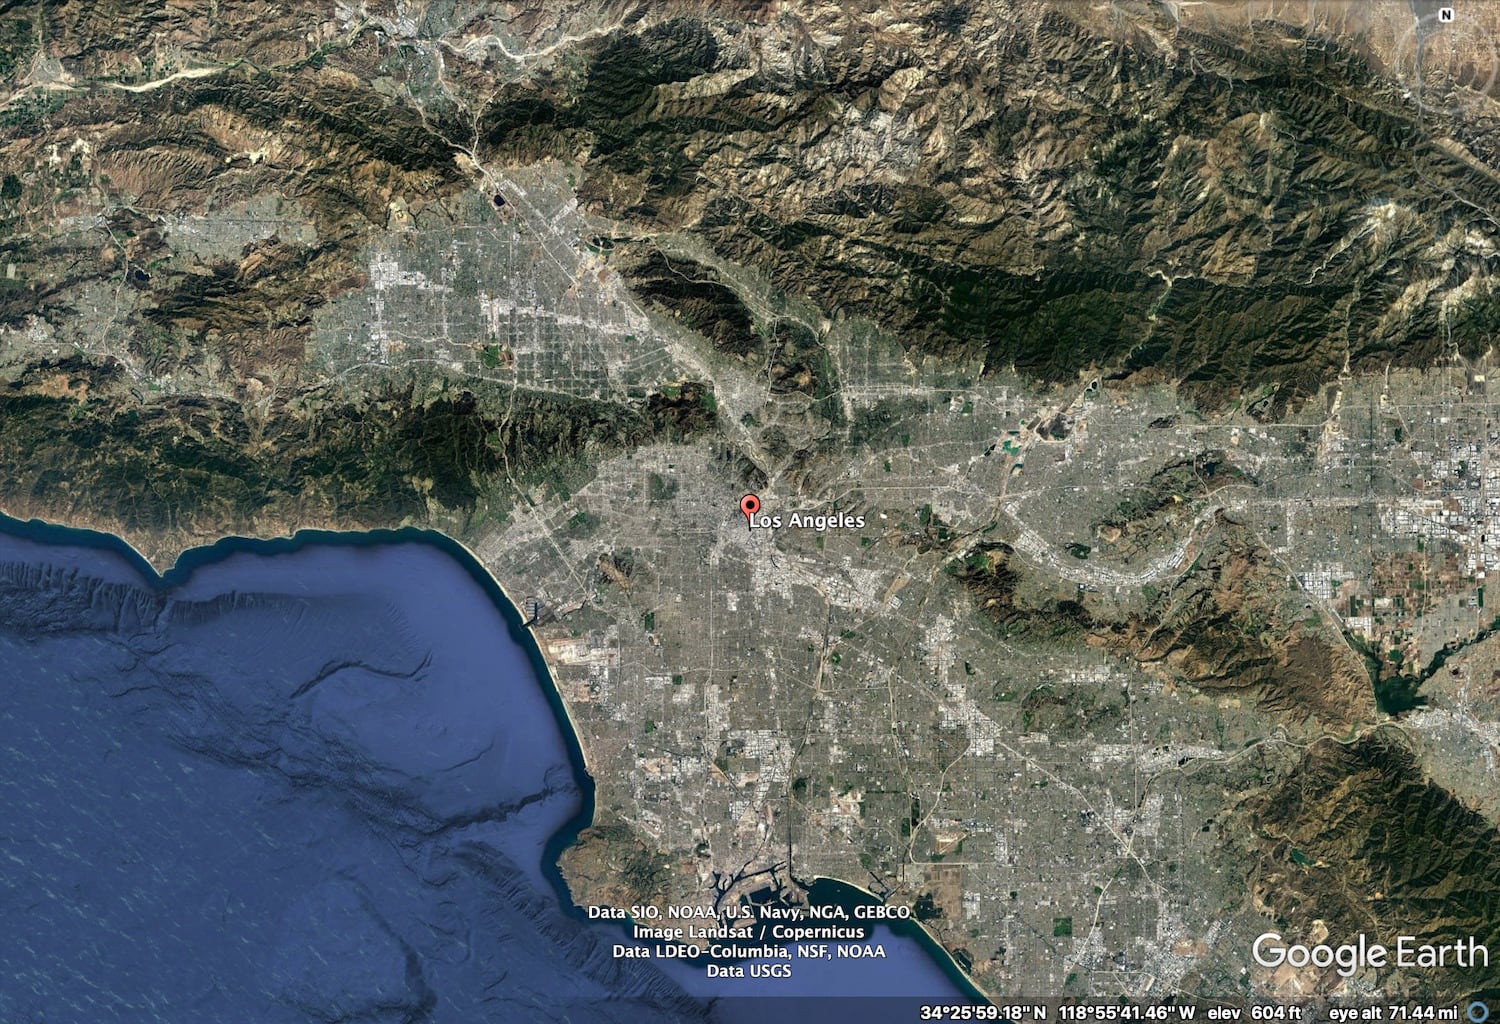 N
Los Angeles
Data SIO, NOAA, U.S. Navy, NGA, GEBCO
Image Landsat / Copernicus
Data LDEO-Columbia, NSF, NOAA
Data USGS
Google Earth
34°25'59.18" N 118°55'41.46" W elev 604 ft eye alt 71.44 mi